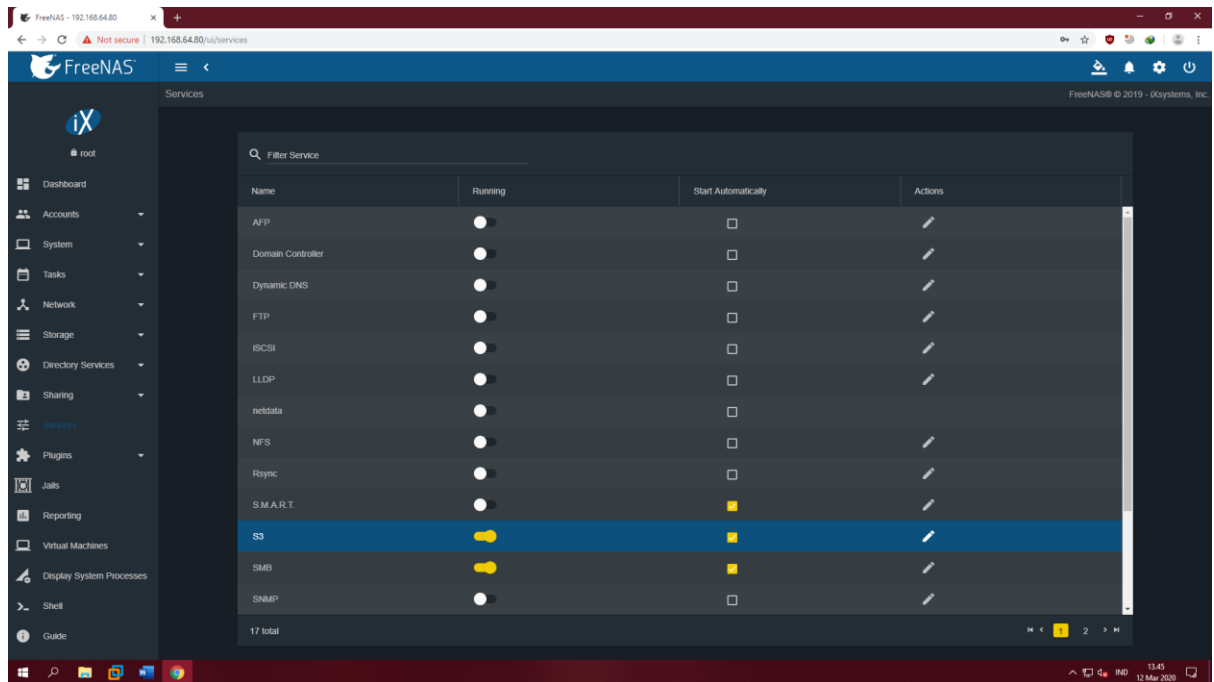 FreeNAS - 192.168.64.80
Not secure | 192.168.64.80/ui/services
FreeNAS
Services
FreeNAS® © 2019 - iXsystems, Inc.
iX
root
Filter Service
Dashboard
Accounts
System
Tasks
Network
Storage
Directory Services
Sharing
Services
Plugins
Jails
Reporting
Virtual Machines
Display System Processes
Shell
Guide
Name Running Start Automatically Actions
AFP
Domain Controller
Dynamic DNS
FTP
iSCSI
LLDP
netdata
NFS
Rsync
S.M.A.R.T.
S3
SMB
SNMP
17 total
1 2
IND
13.45
12 Mar 2020